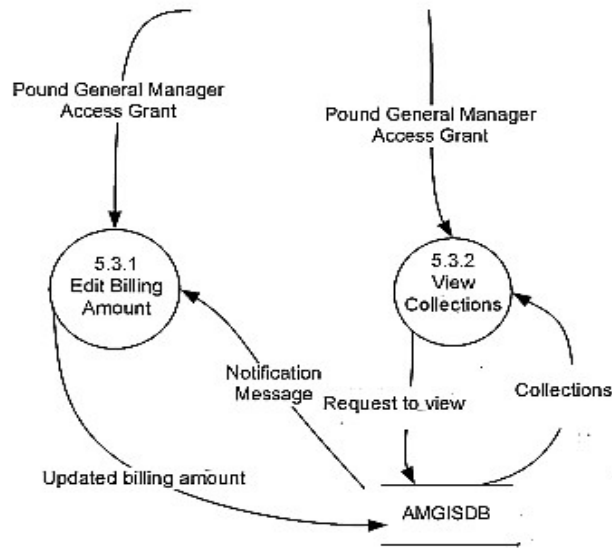 Pound General Manager
Access Grant
Pound General Manager
Access Grant
5.3.1
Edit Billing
Amount
5.3.2
View
Collections
Notification
Message
Request to view
Collections
Updated billing amount
AMGISDB